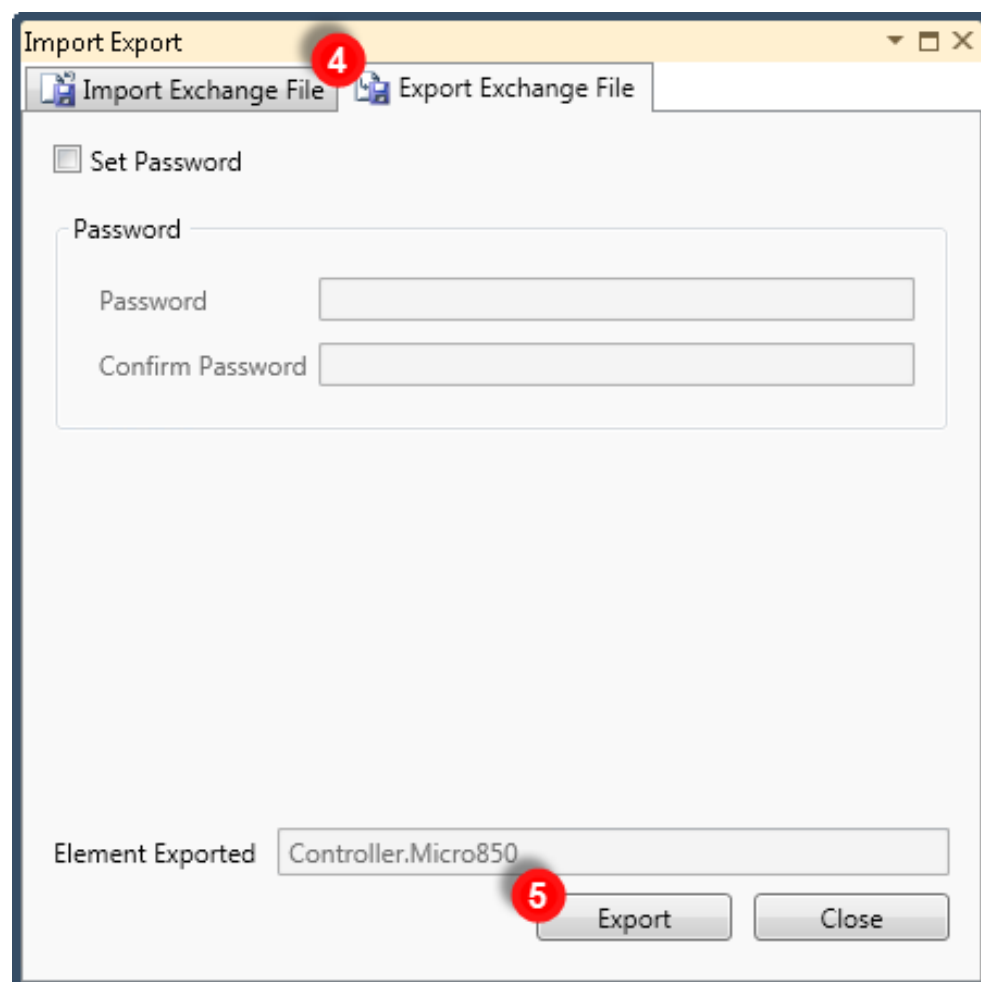 Import Export
4
Import Exchange File
Export Exchange File
Set Password
Password
Password
Confirm Password
Element Exported
Controller.Micro850
5
Export
Close